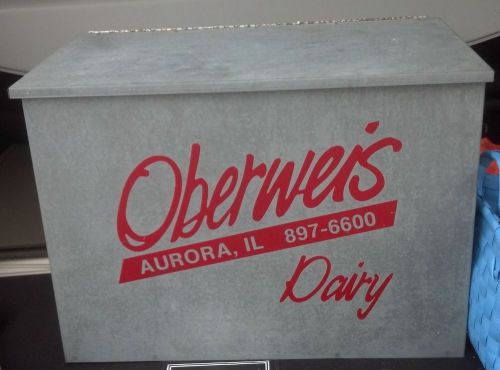 Oberweis
AURORA, IL 897-6600
Dairy